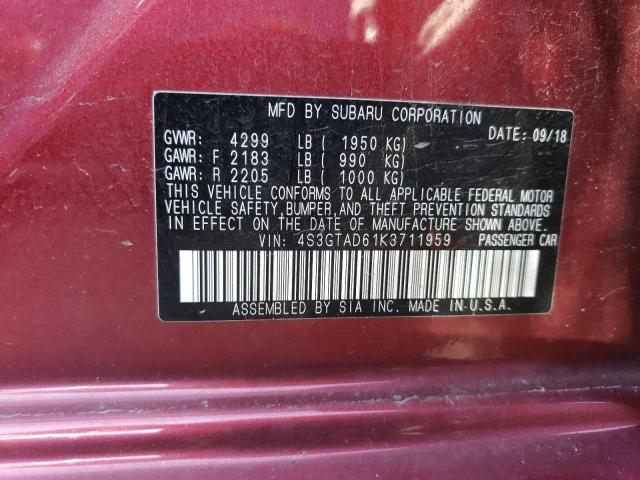 MFD BY SUBARU CORPORATION
DATE: 09/18
GVWR: 4299 LB ( 1950 KG)
GAWR: F 2183 LB ( 990 KG)
GAWR: R 2205 LB ( 1000 KG)
THIS VEHICLE CONFORMS TO ALL APPLICABLE FEDERAL MOTOR
VEHICLE SAFETY, BUMPER, AND THEFT PREVENTION STANDARDS
IN EFFECT ON THE DATE OF MANUFACTURE SHOWN ABOVE.
VIN: 4S3GTAD61K3711959 PASSENGER CAR
ASSEMBLED BY SIA INC. MADE IN U.S.A.